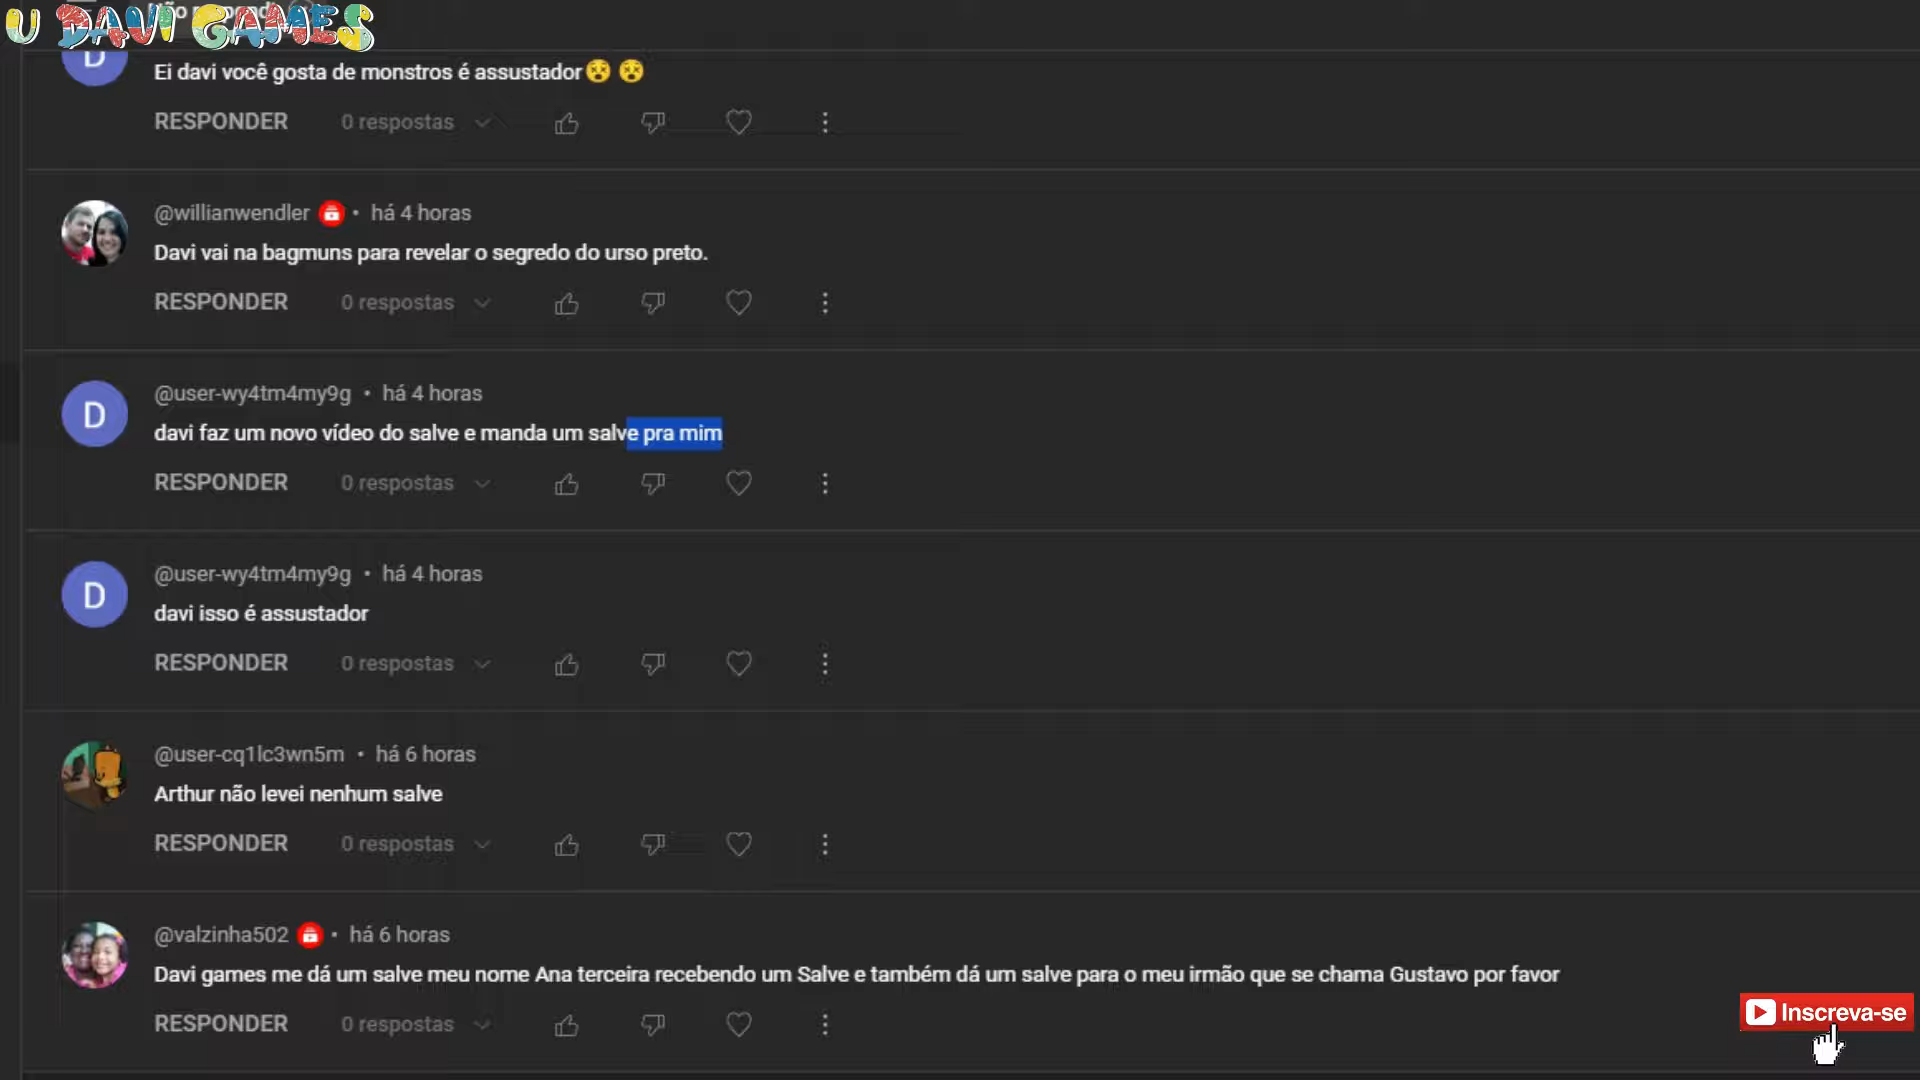 U DAVI GAMES
D
Ei davi você gosta de monstros é assustador😵 😵
RESPONDER 0 respostas
@willianwendler • há 4 horas
Davi vai na bagmuns para revelar o segredo do urso preto.
RESPONDER 0 respostas
D
@user-wy4tm4my9g • há 4 horas
davi faz um novo vídeo do salve e manda um salve pra mim
RESPONDER 0 respostas
D
@user-wy4tm4my9g • há 4 horas
davi isso é assustador
RESPONDER 0 respostas
@user-cq1lc3wn5m • há 6 horas
Arthur não levei nenhum salve
RESPONDER 0 respostas
@valzinha502 • há 6 horas
Davi games me dá um salve meu nome Ana terceira recebendo um Salve e também dá um salve para o meu irmão que se chama Gustavo por favor
RESPONDER 0 respostas
Inscreva-se